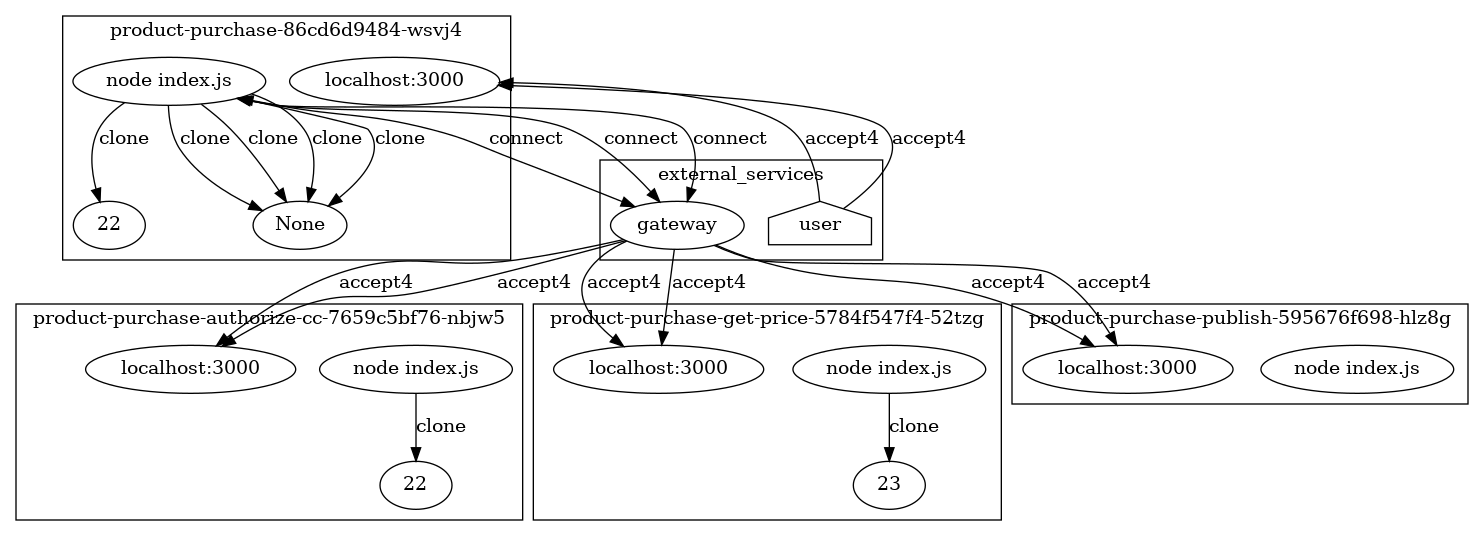 product-purchase-86cd6d9484-wsvj4
node index.js
localhost:3000
clone
clone
clone
clone
clone
connect
connect
connect
accept4
accept4
external_services
22
None
gateway
user
accept4
accept4
accept4
accept4
accept4
accept4
product-purchase-authorize-cc-7659c5bf76-nbjw5
product-purchase-get-price-5784f547f4-52tzg
product-purchase-publish-595676f698-hlz8g
localhost:3000
node index.js
localhost:3000
node index.js
localhost:3000
node index.js
clone
clone
22
23